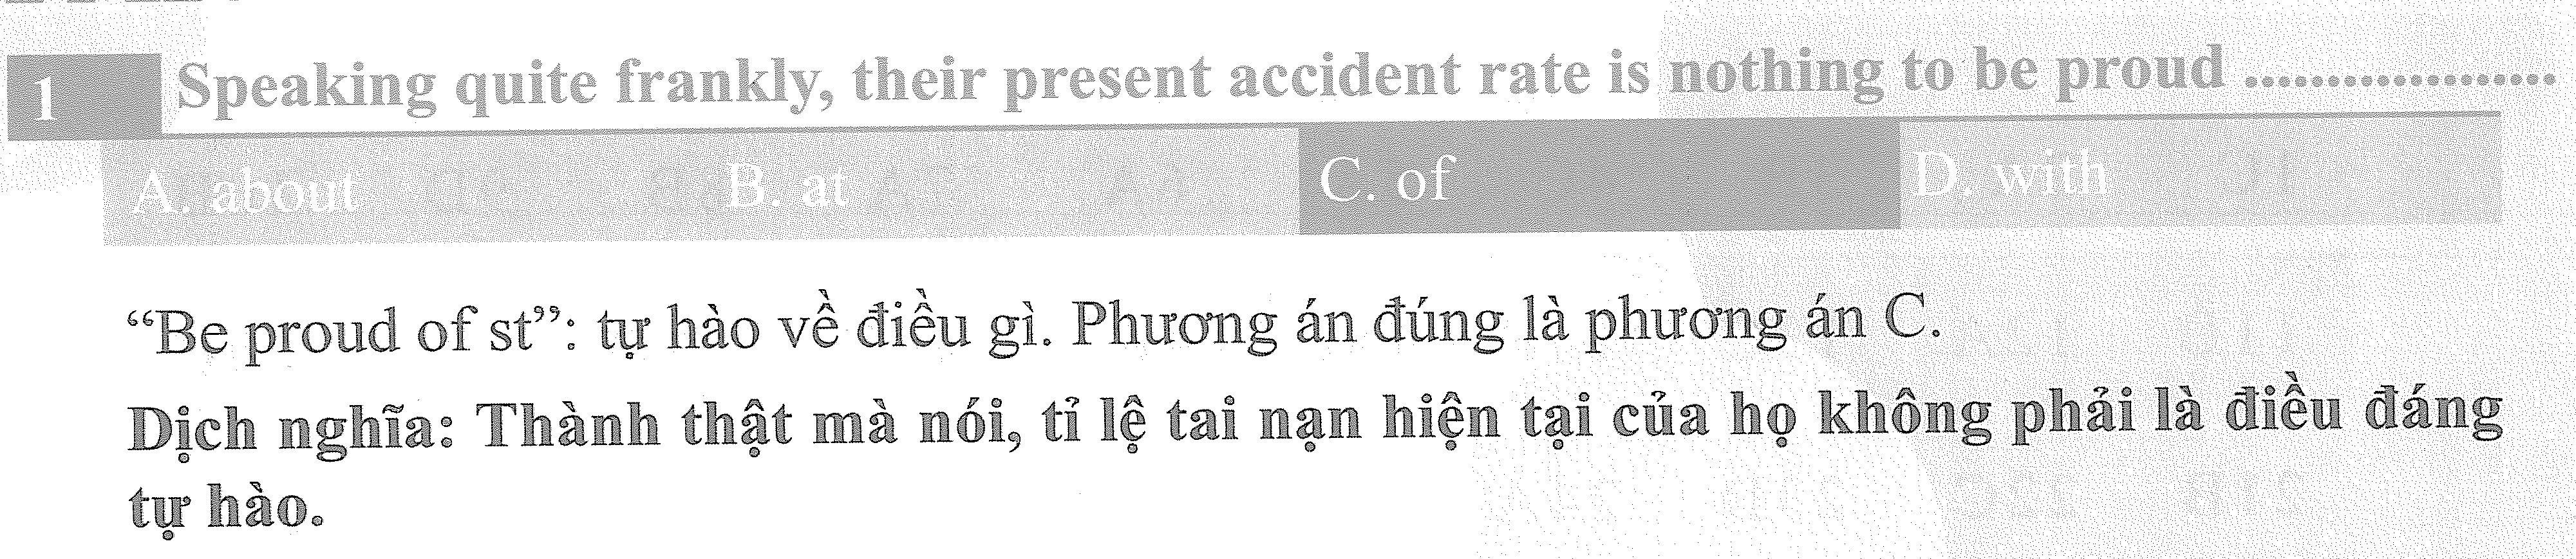 1 Speaking quite frankly, their present accident rate is nothing to be proud ..................
A. about B. at C. of D. with
“Be proud of st”: tự hào về điều gì. Phương án đúng là phương án C.
Dịch nghĩa: Thành thật mà nói, tỉ lệ tai nạn hiện tại của họ không phải là điều đáng
tự hào.